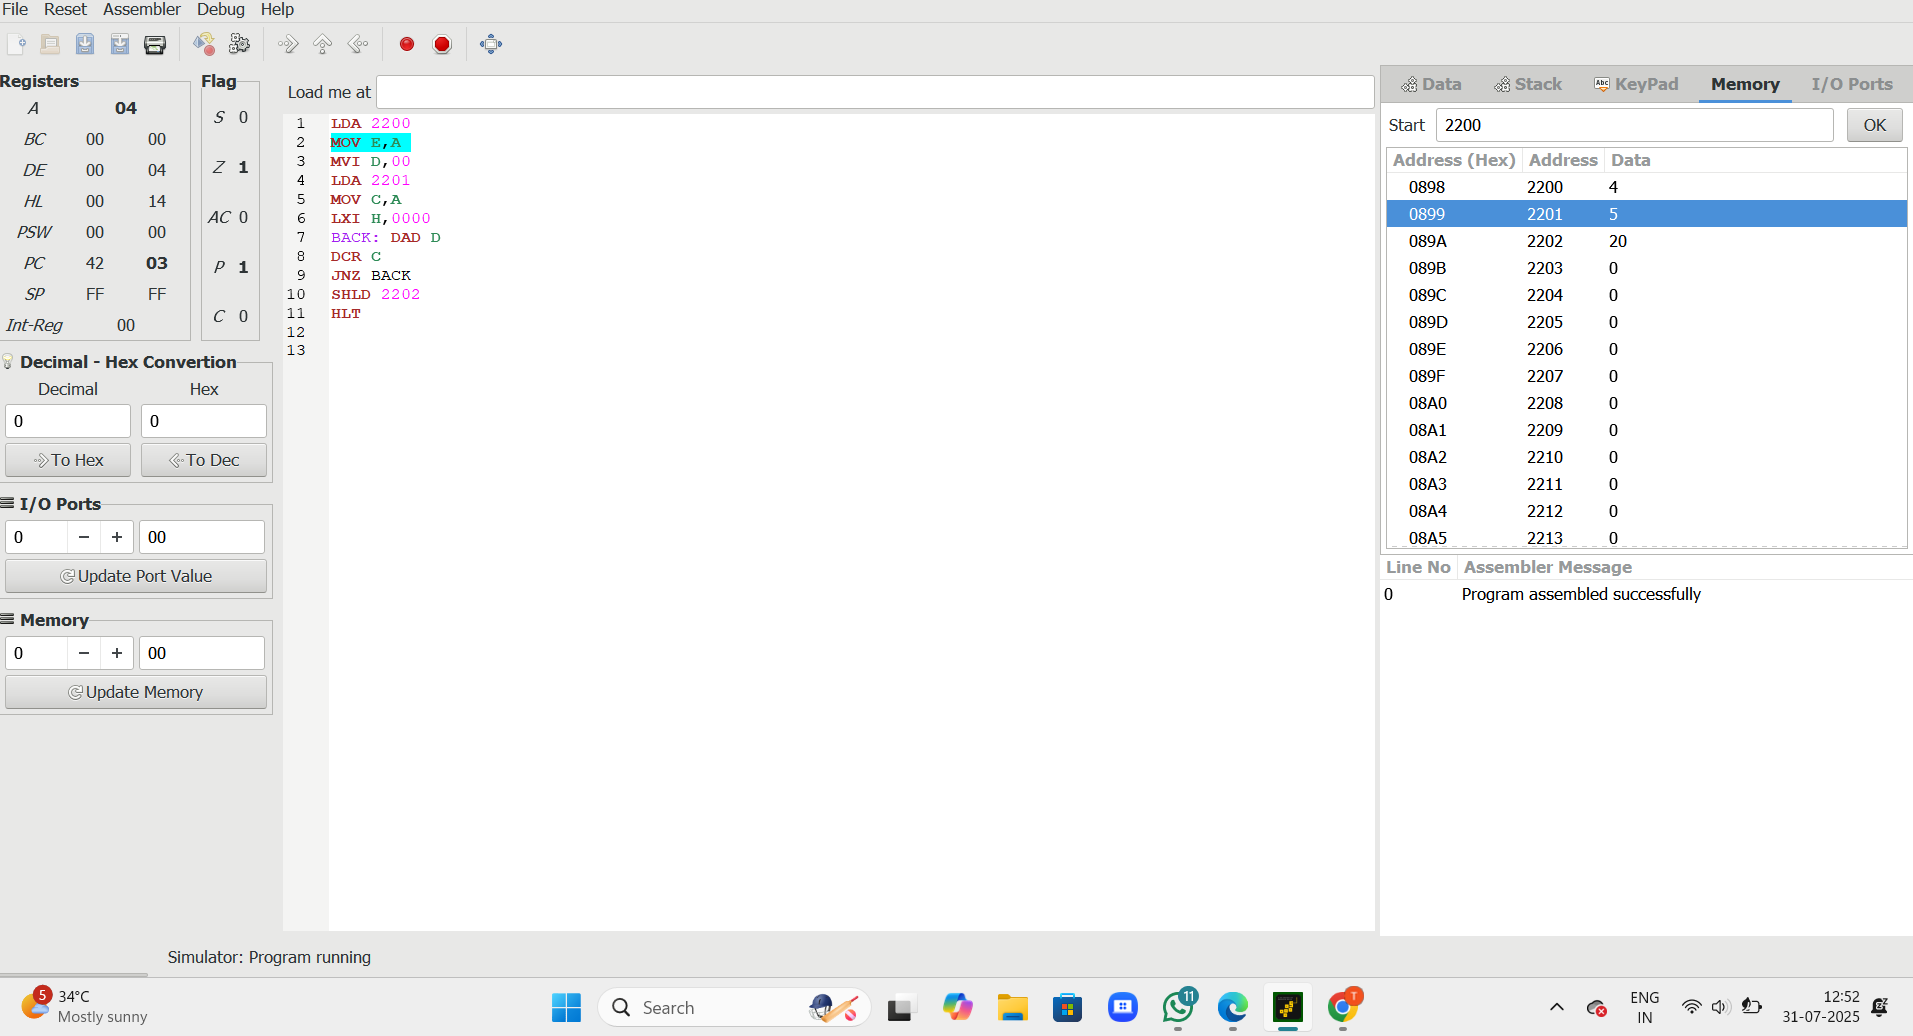 File Reset Assembler Debug Help
Registers
A 04
BC 00 00
DE 00 04
HL 00 14
PSW 00 00
PC 42 03
SP FF FF
Int-Reg 00
Flag
S 0
Z 1
AC 0
P 1
C 0
Decimal - Hex Convertion
Decimal Hex
0 0
To Hex To Dec
I/O Ports
0 − + 00
Update Port Value
Memory
0 − + 00
Update Memory
Load me at
1 LDA 2200
2 MOV E,A
3 MVI D,00
4 LDA 2201
5 MOV C,A
6 LXI H,0000
7 BACK: DAD D
8 DCR C
9 JNZ BACK
10 SHLD 2202
11 HLT
12
13
Data Stack Abc KeyPad Memory I/O Ports
Start 2200 OK
Address (Hex) Address Data
0898 2200 4
0899 2201 5
089A 2202 20
089B 2203 0
089C 2204 0
089D 2205 0
089E 2206 0
089F 2207 0
08A0 2208 0
08A1 2209 0
08A2 2210 0
08A3 2211 0
08A4 2212 0
08A5 2213 0
Line No Assembler Message
0 Program assembled successfully
Simulator: Program running
5
34°C
Mostly sunny
Search
11
T
ENG
IN
12:52
31-07-2025